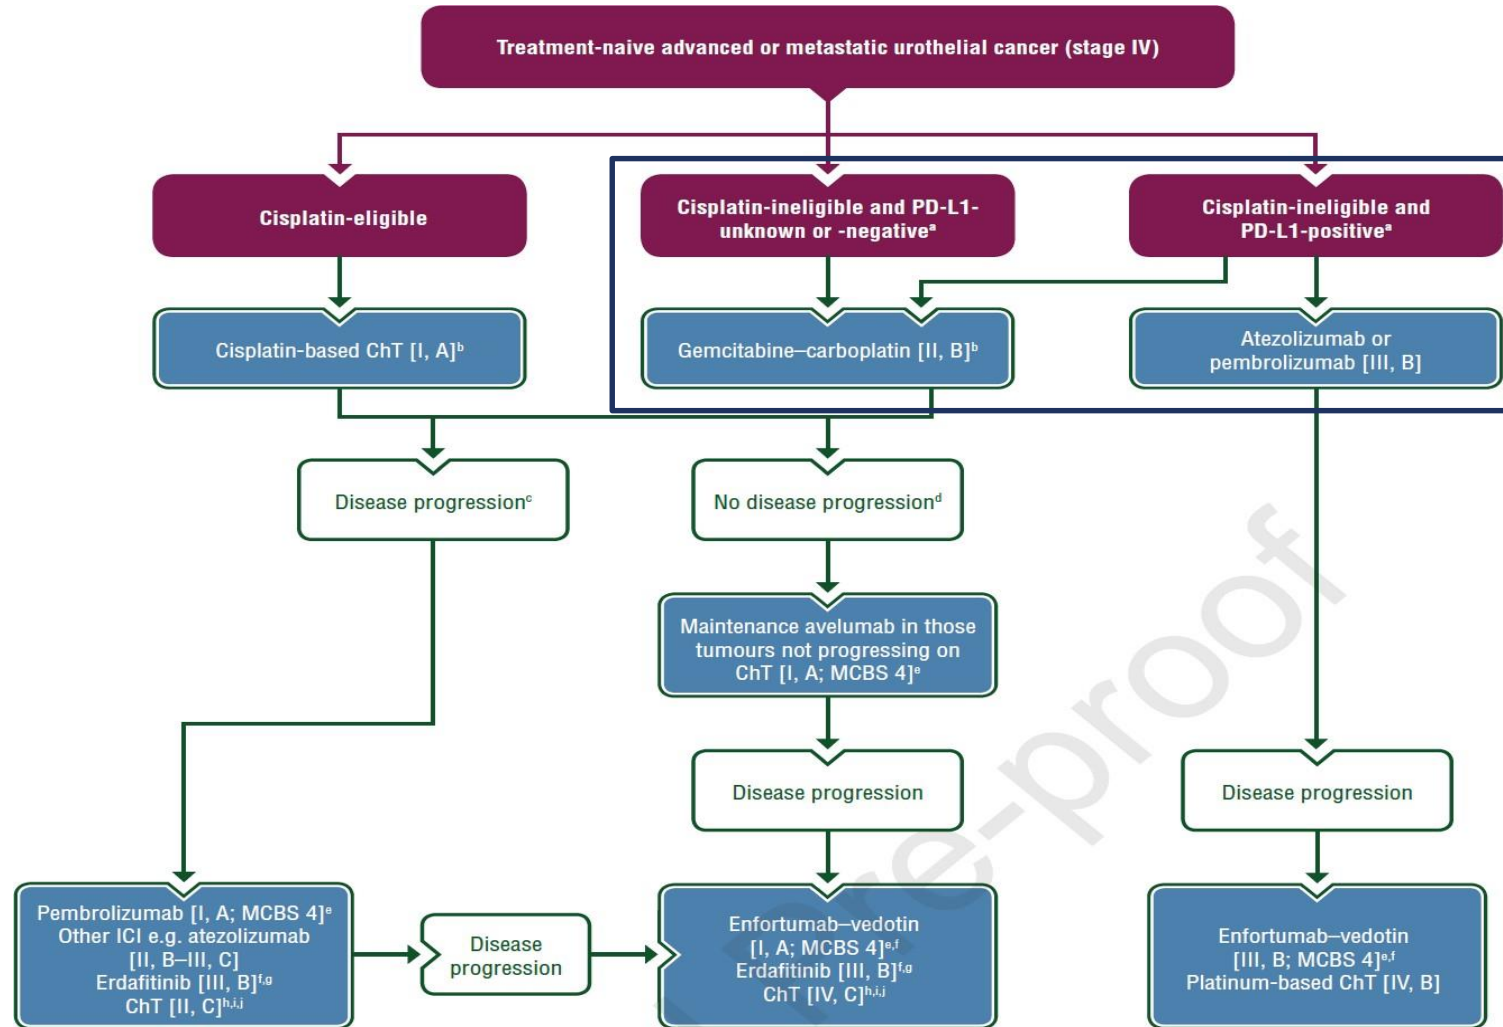 Treatment-naive advanced or metastatic urothelial cancer (stage IV)
Cisplatin-eligible
Cisplatin-ineligible and PD-L1-
unknown or -negativeᵃ
Cisplatin-ineligible and
PD-L1-positiveᵃ
Cisplatin-based ChT [I, A]ᵇ
Gemcitabine–carboplatin [II, B]ᵇ
Atezolizumab or
pembrolizumab [III, B]
Disease progressionᶜ
No disease progressionᵈ
Maintenance avelumab in those
tumours not progressing on
ChT [I, A; MCBS 4]ᵉ
Disease progression
Disease progression
Pembrolizumab [I, A; MCBS 4]ᵉ
Other ICI e.g. atezolizumab
[II, B–III, C]
Erdafitinib [III, B]ᶠ,ᵍ
ChT [II, C]ʰ,ⁱ,ʲ
Disease
progression
Enfortumab–vedotin
[I, A; MCBS 4]ᵉ,ᶠ
Erdafitinib [III, B]ᶠ,ᵍ
ChT [IV, C]ʰ,ⁱ,ʲ
Enfortumab–vedotin
[III, B; MCBS 4]ᵉ,ᶠ
Platinum-based ChT [IV, B]
pre-proof